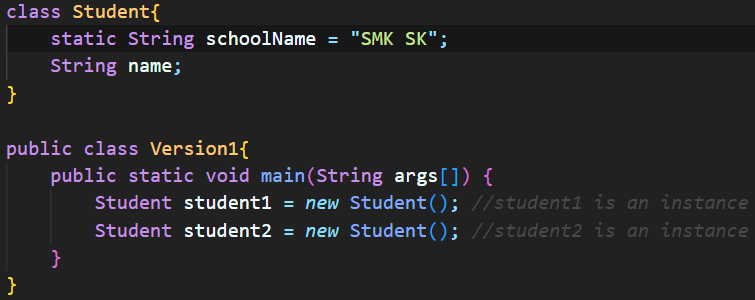 class Student{
static String schoolName = "SMK SK";
String name;
}
public class Version1{
public static void main(String args[]) {
Student student1 = new Student(); //student1 is an instance
Student student2 = new Student(); //student2 is an instance
}
}